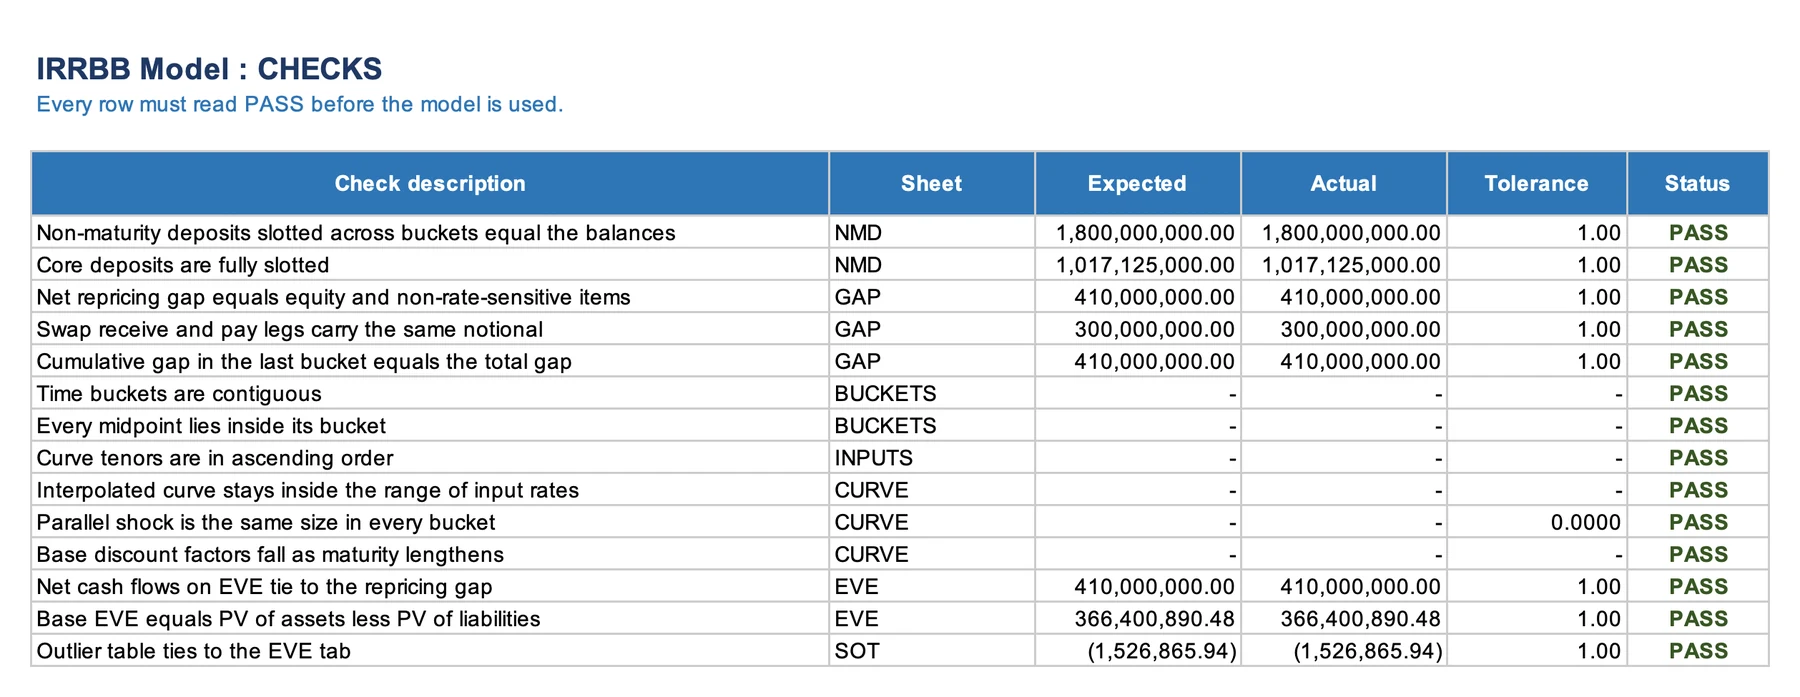 IRRBB Model : CHECKS
Every row must read PASS before the model is used.
Check description Sheet Expected Actual Tolerance Status
Non-maturity deposits slotted across buckets equal the balances NMD 1,800,000,000.00 1,800,000,000.00 1.00 PASS
Core deposits are fully slotted NMD 1,017,125,000.00 1,017,125,000.00 1.00 PASS
Net repricing gap equals equity and non-rate-sensitive items GAP 410,000,000.00 410,000,000.00 1.00 PASS
Swap receive and pay legs carry the same notional GAP 300,000,000.00 300,000,000.00 1.00 PASS
Cumulative gap in the last bucket equals the total gap GAP 410,000,000.00 410,000,000.00 1.00 PASS
Time buckets are contiguous BUCKETS - - - PASS
Every midpoint lies inside its bucket BUCKETS - - - PASS
Curve tenors are in ascending order INPUTS - - - PASS
Interpolated curve stays inside the range of input rates CURVE - - - PASS
Parallel shock is the same size in every bucket CURVE - - 0.0000 PASS
Base discount factors fall as maturity lengthens CURVE - - - PASS
Net cash flows on EVE tie to the repricing gap EVE 410,000,000.00 410,000,000.00 1.00 PASS
Base EVE equals PV of assets less PV of liabilities EVE 366,400,890.48 366,400,890.48 1.00 PASS
Outlier table ties to the EVE tab SOT (1,526,865.94) (1,526,865.94) 1.00 PASS